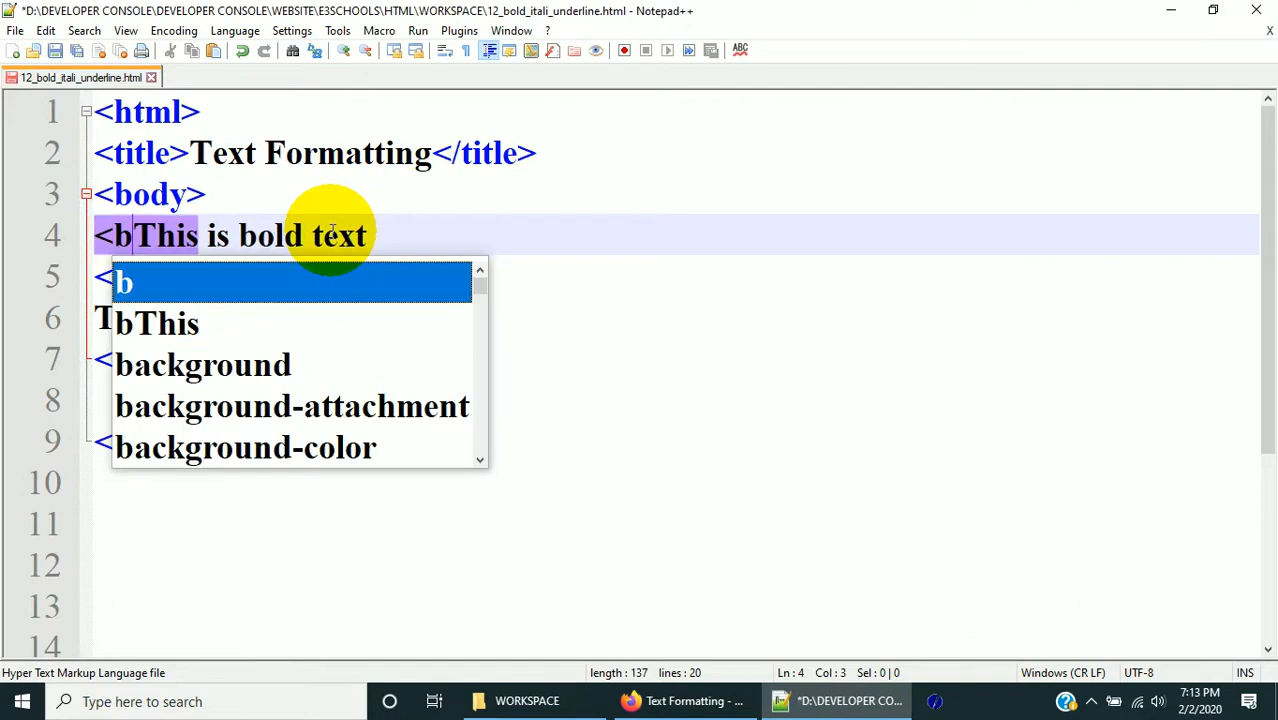 *D:\DEVELOPER CONSOLE\DEVELOPER CONSOLE\WEBSITE\E3SCHOOLS\HTML\WORKSPACE\12_bold_itali_underline.html - Notepad++
File Edit Search View Encoding Language Settings Tools Macro Run Plugins Window ? X
12_bold_itali_underline.html
1 <html>
2 <title>Text Formatting</title>
3 <body>
4 <bThis is bold text
5 <
b
6 T
bThis
7 <
background
8
background-attachment
9 <
background-color
10
11
12
13
14
Hyper Text Markup Language file length : 137 lines : 20 Ln : 4 Col : 3 Sel : 0 | 0 Windows (CR LF) UTF-8 INS
Type here to search WORKSPACE Text Formatting - ... *D:\DEVELOPER CO... 7:13 PM
2/2/2020